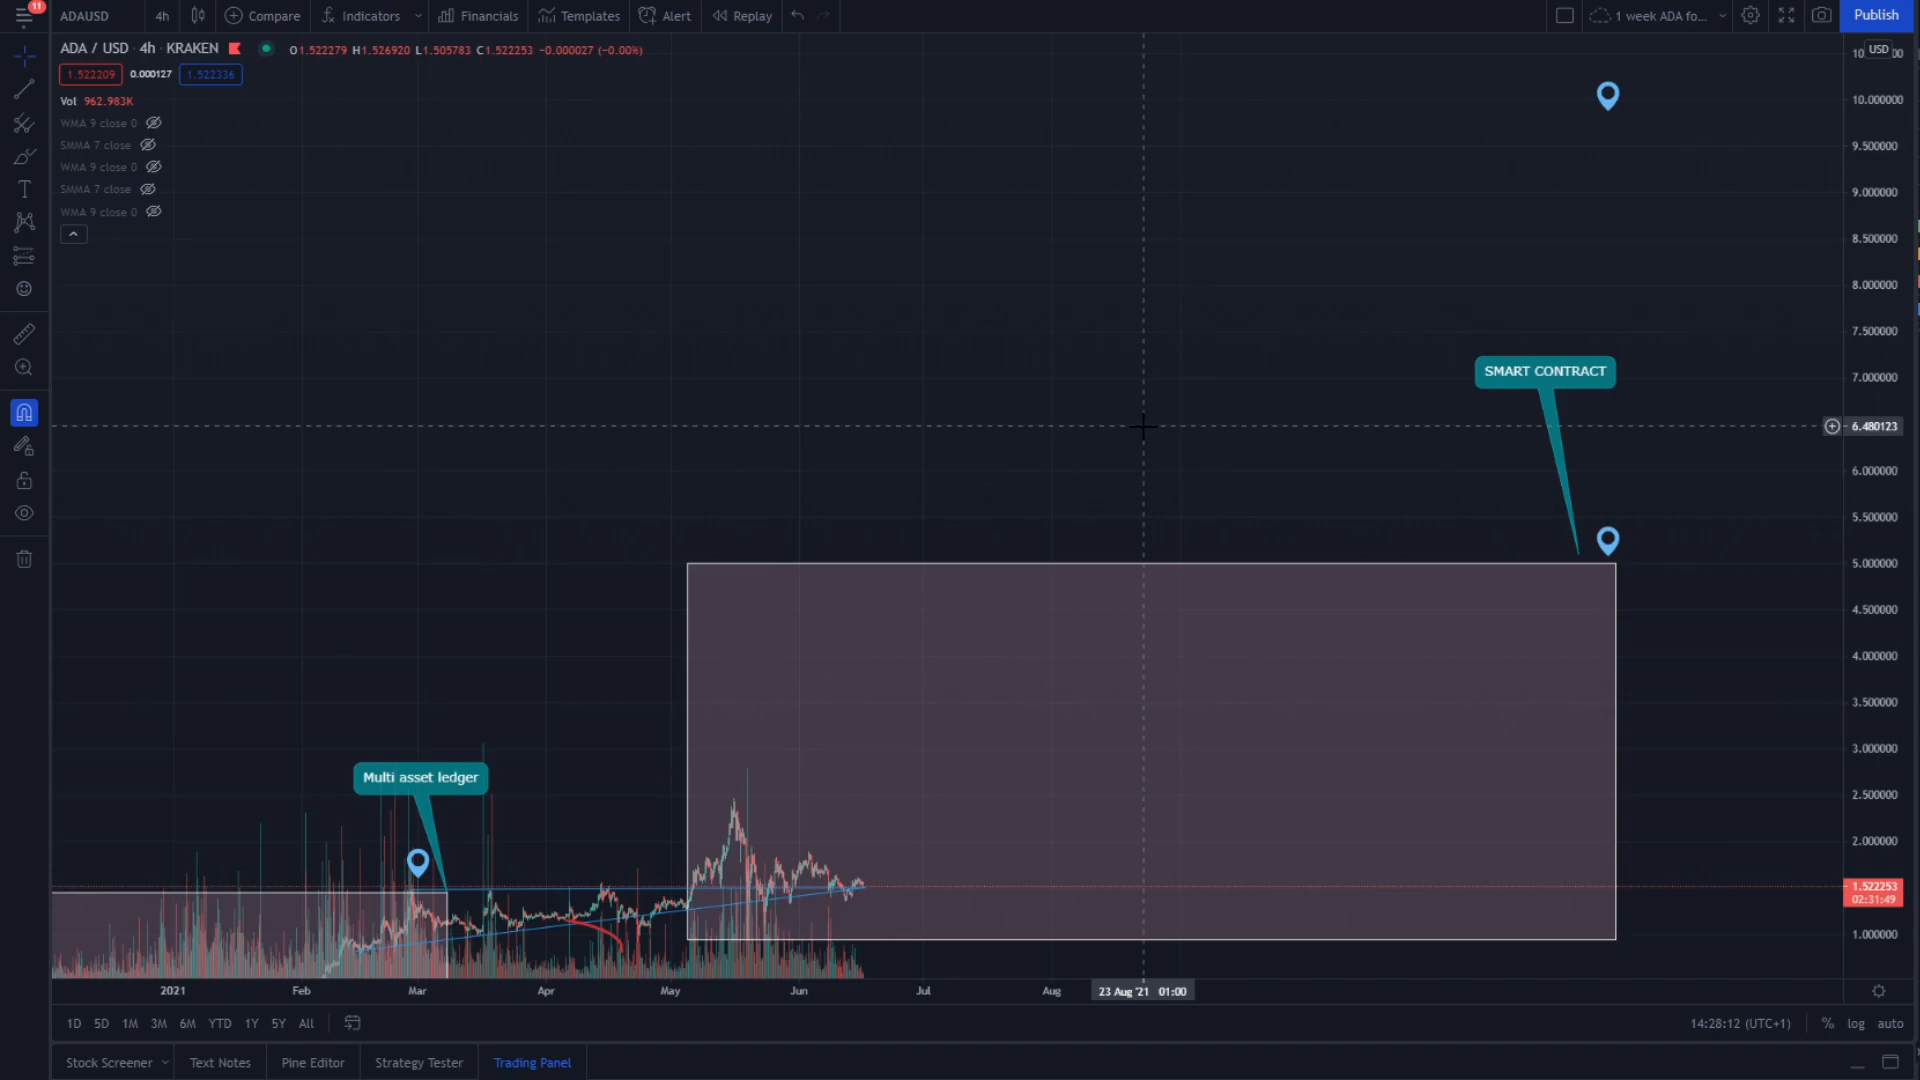 11
ADAUSD
4h
Compare
Indicators
Financials
Templates
Alert
Replay
1 week ADA fo...
Publish
ADA / USD · 4h · KRAKEN
O1.522279 H1.526920 L1.505783 C1.522253 −0.000027 (−0.00%)
1.522209
0.000127
1.522336
Vol 962.983K
WMA 9 close 0
SMMA 7 close
WMA 9 close 0
SMMA 7 close
WMA 9 close 0
USD
10.000000
9.500000
9.000000
8.500000
8.000000
7.500000
7.000000
6.480123
6.000000
5.500000
5.000000
4.500000
4.000000
3.500000
3.000000
2.500000
2.000000
1.522253
02:31:49
1.000000
SMART CONTRACT
Multi asset ledger
2021
Feb
Mar
Apr
May
Jun
Jul
Aug
23 Aug '21 01:00
1D 5D 1M 3M 6M YTD 1Y 5Y All
14:28:12 (UTC+1)
% log auto
Stock Screener
Text Notes
Pine Editor
Strategy Tester
Trading Panel